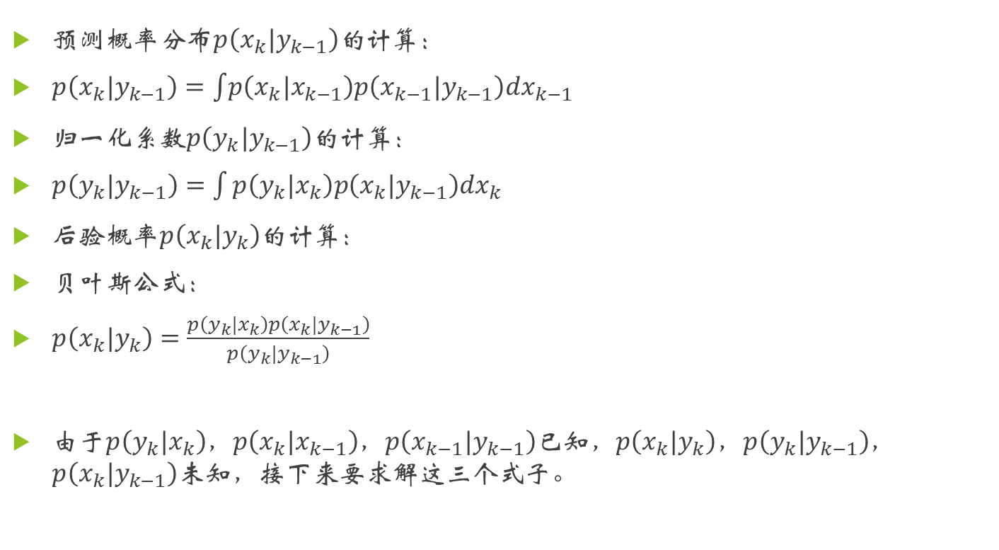 预测概率分布$p(x_k|y_{k-1})$的计算：
$p(x_k|y_{k-1}) = \int p(x_k|x_{k-1})p(x_{k-1}|y_{k-1})dx_{k-1}$
归一化系数$p(y_k|y_{k-1})$的计算：
$p(y_k|y_{k-1}) = \int p(y_k|x_k)p(x_k|y_{k-1})dx_k$
后验概率$p(x_k|y_k)$的计算：
贝叶斯公式：
$p(x_k|y_k) = \frac{p(y_k|x_k)p(x_k|y_{k-1})}{p(y_k|y_{k-1})}$
由于$p(y_k|x_k)$，$p(x_k|x_{k-1})$，$p(x_{k-1}|y_{k-1})$已知，$p(x_k|y_k)$，$p(y_k|y_{k-1})$，
$p(x_k|y_{k-1})$未知，接下来要求解这三个式子。